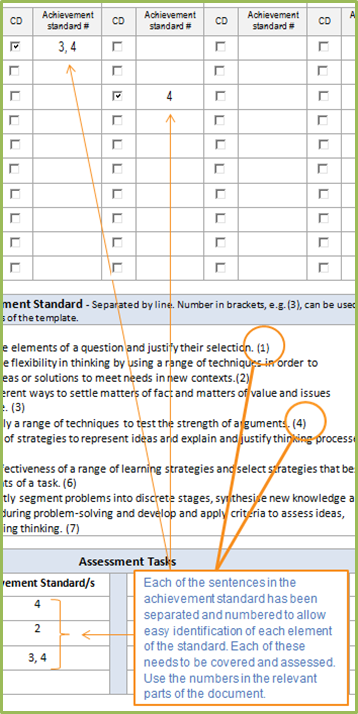 CD Achievement standard # CD Achievement standard # CD Achievement standard # CD
3, 4
4
ment Standard - Separated by line. Number in brackets, e.g.(3), can be used
s of the template.
e elements of a question and justify their selection. (1)
e flexibility in thinking by using a range of techniques in order to
eas or solutions to meet needs in new contexts.(2)
erent ways to settle matters of fact and matters of value and issues
e. (3)
ly a range of techniques to test the strength of arguments. (4)
of strategies to represent ideas and explain and justify thinking processe
fectiveness of a range of learning strategies and select strategies that bes
ts of a task. (6)
tly segment problems into discrete stages, synthesise new knowledge a
during problem-solving and develop and apply criteria to assess ideas,
ing thinking. (7)
Assessment Tasks
vement Standard/s
4
2
3, 4
Each of the sentences in the
achievement standard has been
separated and numbered to allow
easy identification of each element
of the standard. Each of these
needs to be covered and assessed.
Use the numbers in the relevant
parts of the document.